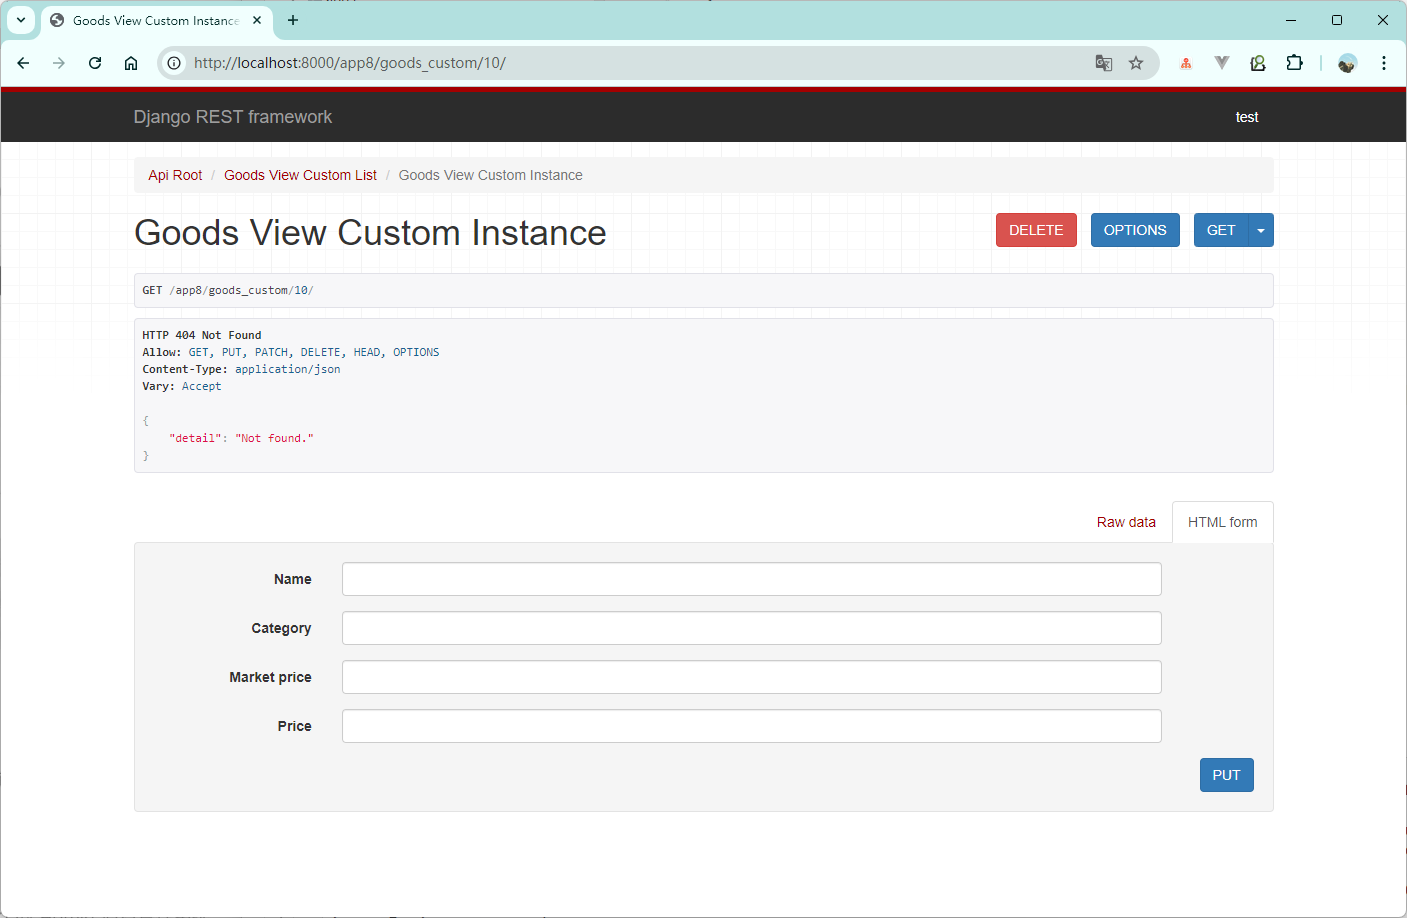 Goods View Custom Instance
http://localhost:8000/app8/goods_custom/10/
Django REST framework
test
Api Root / Goods View Custom List / Goods View Custom Instance
Goods View Custom Instance
DELETE
OPTIONS
GET
GET /app8/goods_custom/10/
HTTP 404 Not Found
Allow: GET, PUT, PATCH, DELETE, HEAD, OPTIONS
Content-Type: application/json
Vary: Accept
{
"detail": "Not found."
}
Raw data
HTML form
Name
Category
Market price
Price
PUT